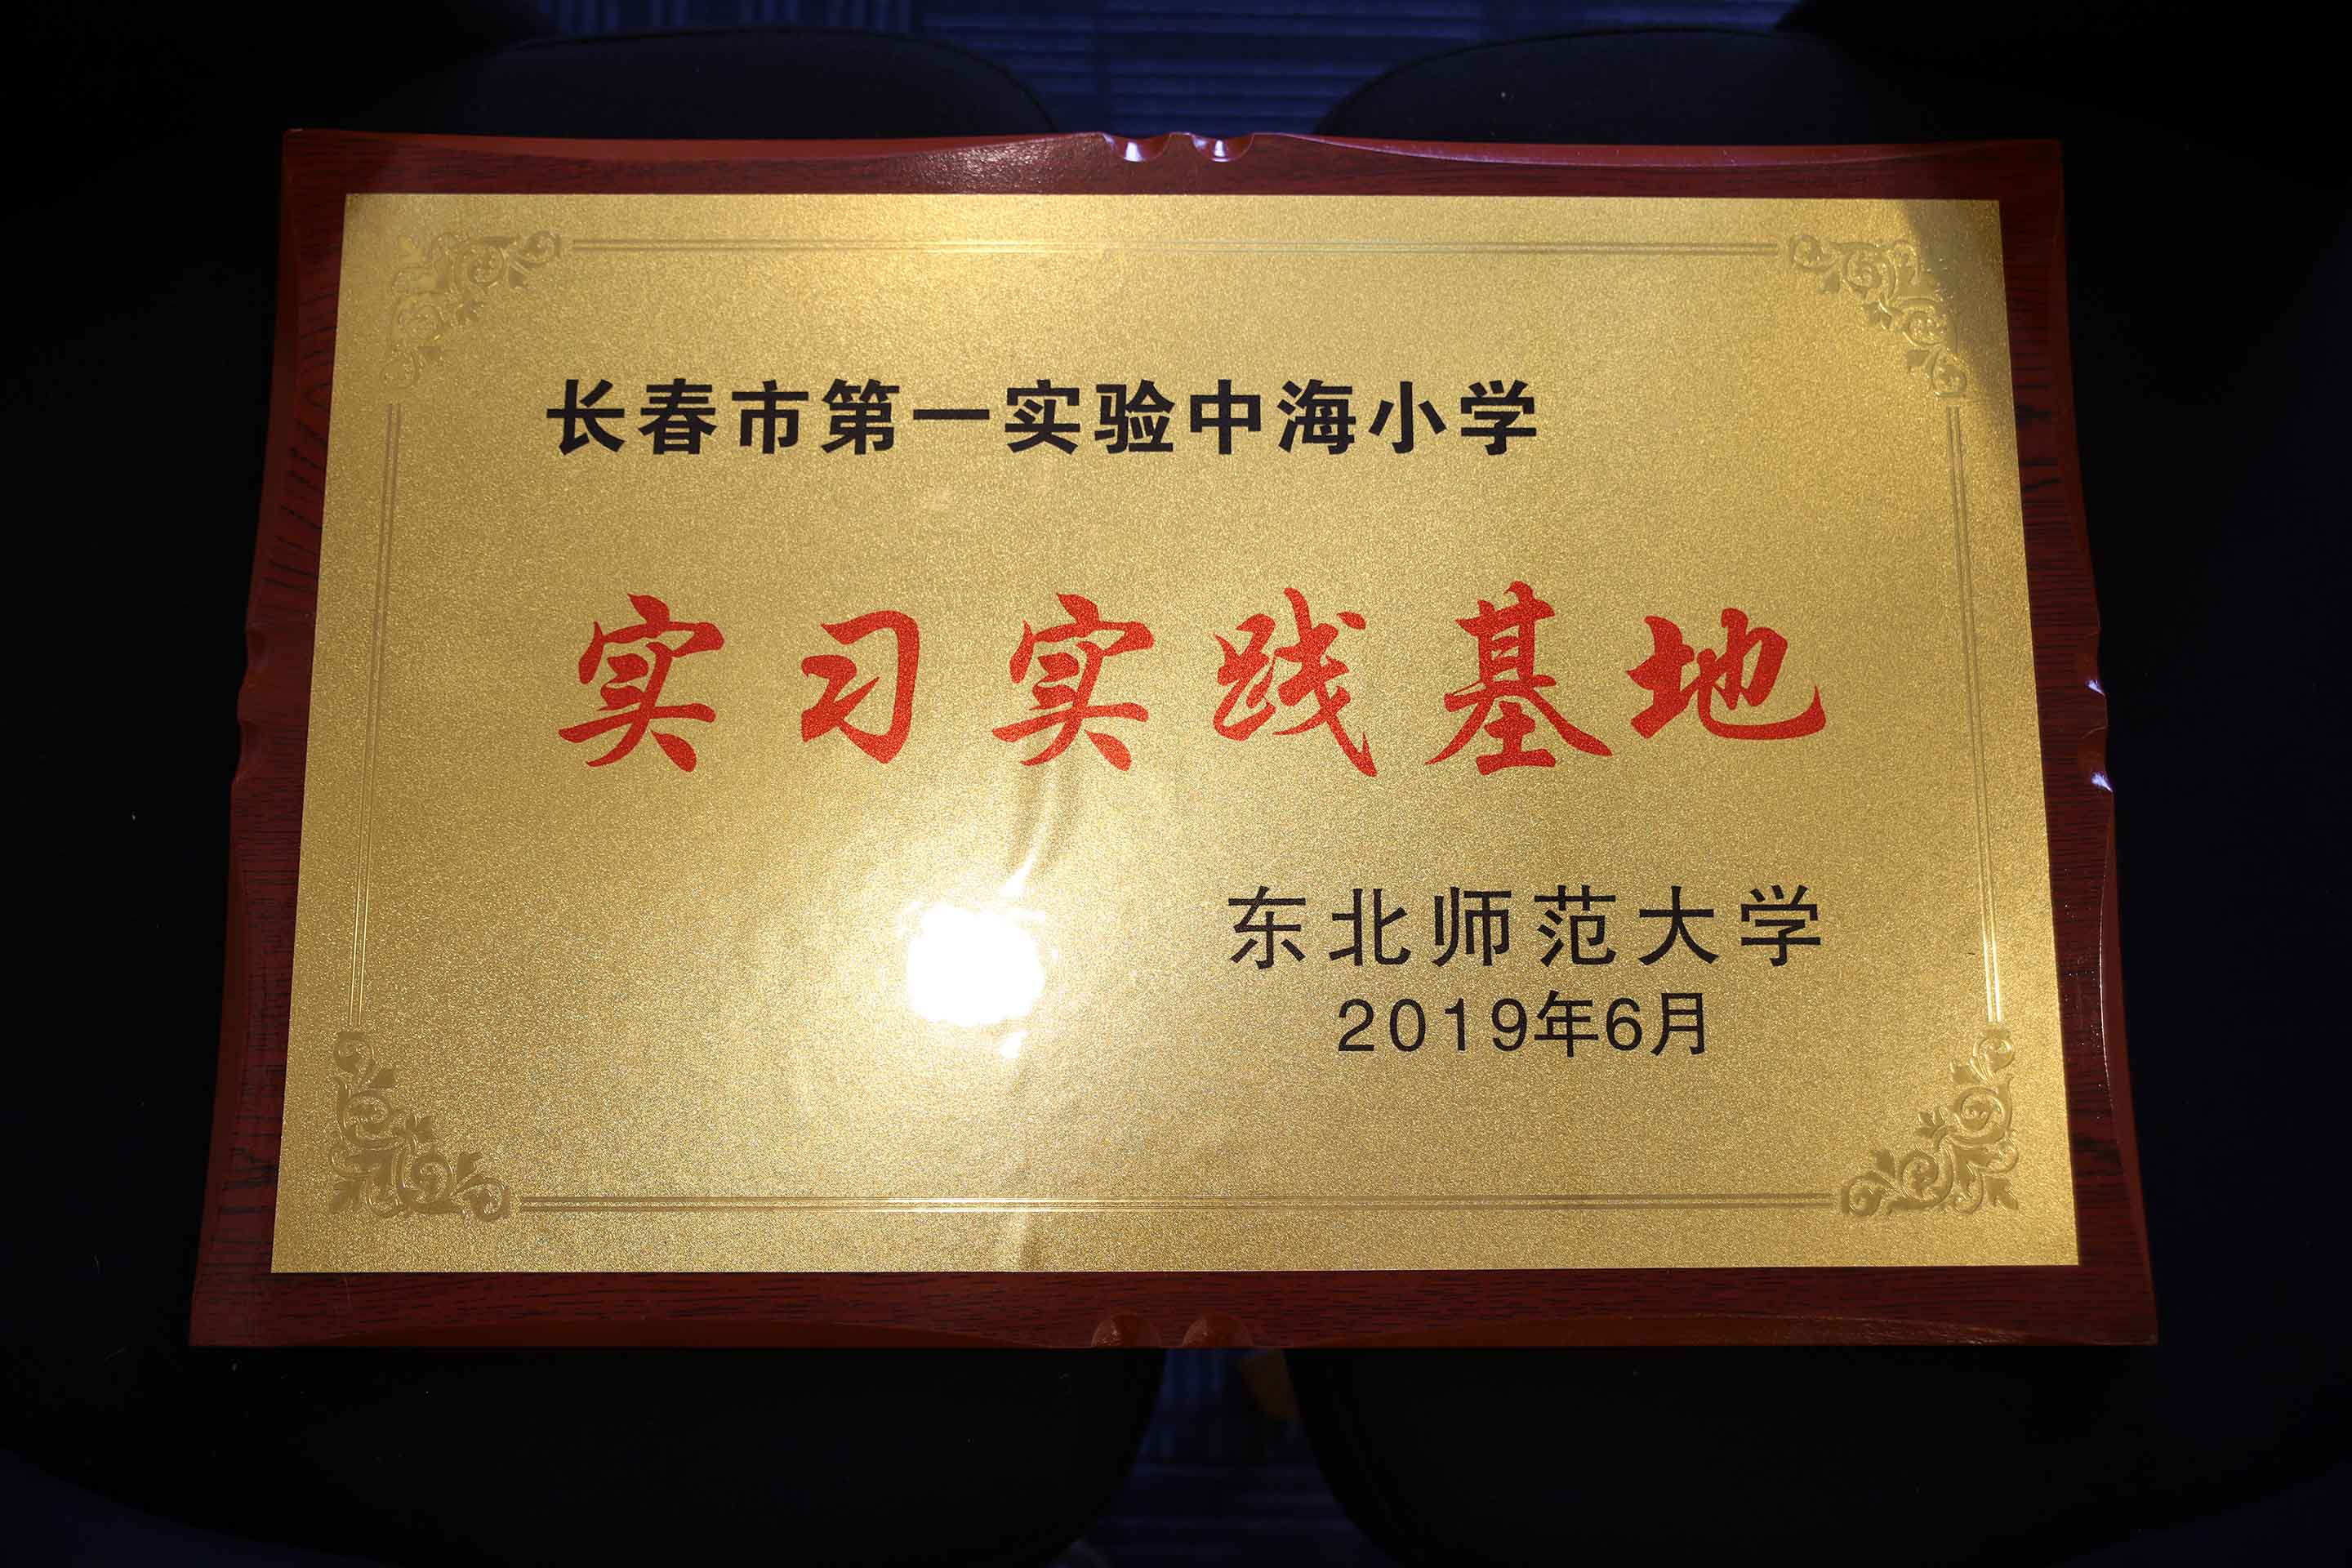 长春市第一实验中海小学
实习实践基地
东北师范大学
2019年6月